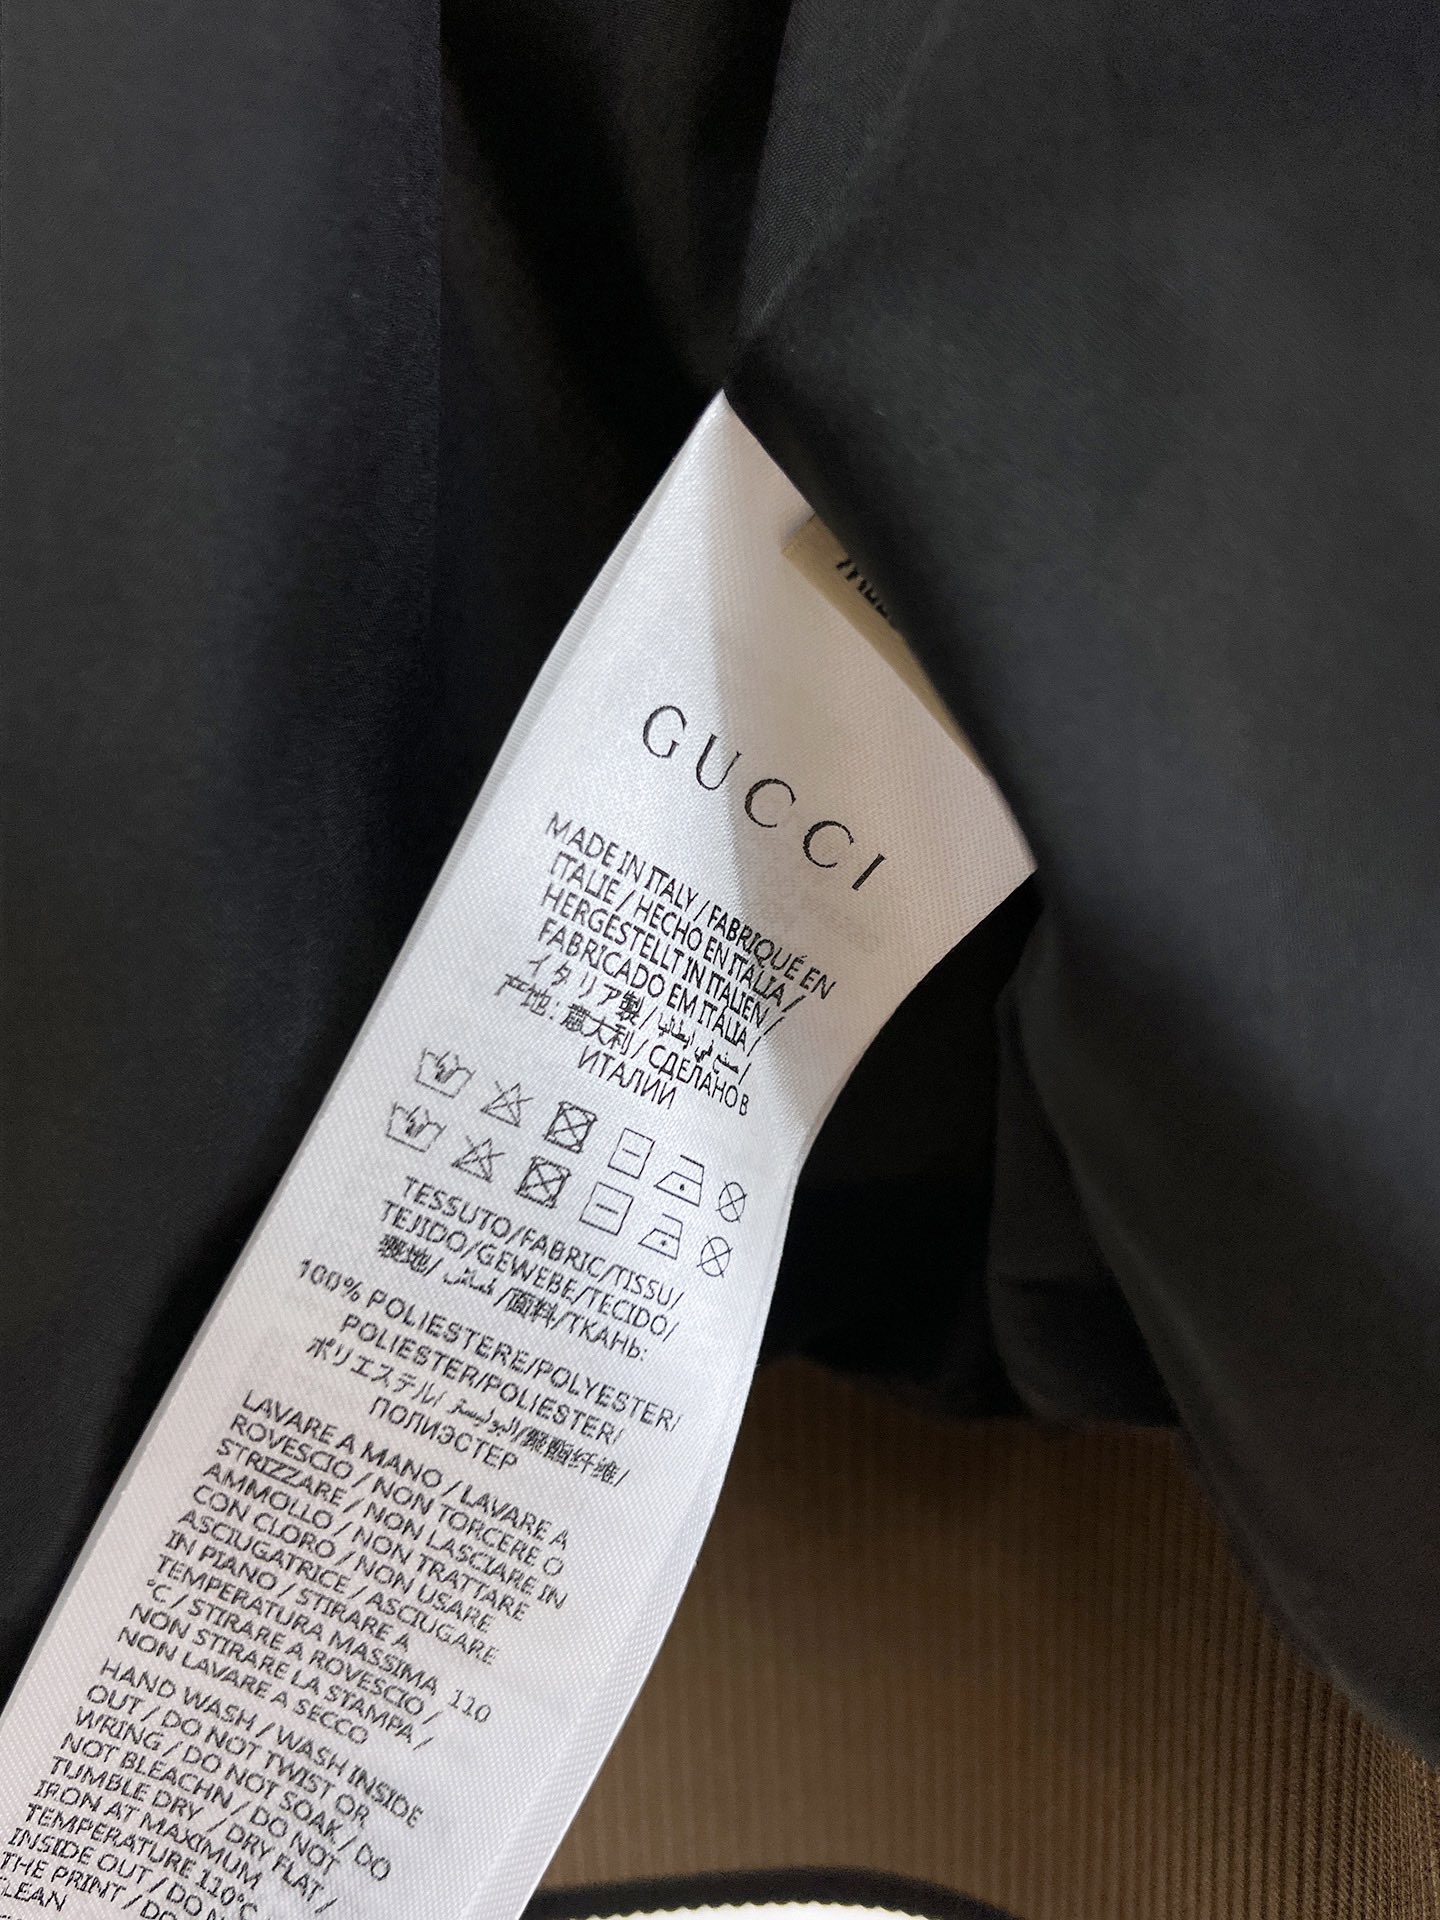 GUCCI
MADE IN ITALY / FABRIQUÉ EN
ITALIE / HECHO EN ITALIA /
HERGESTELLT IN ITALIEN /
FABRICADO EM ITALIA /
イタリア製 / صنع في إيطاليا /
产地: 意大利 / СДЕЛАНО В
ИТАЛИИ
TESSUTO/FABRIC/TISSU/
TEJIDO/GEWEBE/TECIDO/
裏地/ قماش /面料/ТКАНЬ:
100% POLIESTERE/POLYESTER/
POLIESTER/POLIESTER/
ポリエステル/ البوليستر/聚酯纤维/
ПОЛИЭСТЕР
LAVARE A MANO / LAVARE A
ROVESCIO / NON TORCERE O
STRIZZARE / NON LASCIARE IN
AMMOLLO / NON TRATTARE
CON CLORO / NON USARE
ASCIUGATRICE / ASCIUGARE
IN PIANO / STIRARE A
TEMPERATURA MASSIMA 110
°C / STIRARE A ROVESCIO /
NON STIRARE LA STAMPA /
NON LAVARE A SECCO
HAND WASH / WASH INSIDE
OUT / DO NOT TWIST OR
WRING / DO NOT SOAK / DO
NOT BLEACHN / DO NOT
TUMBLE DRY / DRY FLAT /
IRON AT MAXIMUM
TEMPERATURE 110°C
INSIDE OUT / DO N
THE PRINT / DO
LEAN